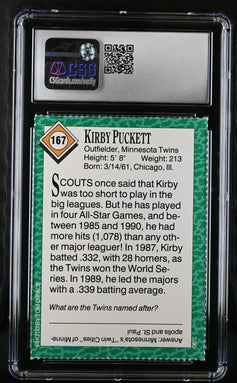 CSG
CSGcards.com/verify
167
KIRBY PUCKETT
Outfielder, Minnesota Twins
Height: 5' 8" Weight: 213
Born: 3/14/61, Chicago, Ill.
SCOUTS once said that Kirby
was too short to play in the
big leagues. But he has played
in four All-Star Games, and be-
tween 1985 and 1990, he had
more hits (1,078) than any oth-
er major leaguer! In 1987, Kirby
batted .332, with 28 homers, as
the Twins won the World Se-
ries. In 1989, he led the majors
with a .339 batting average.
What are the Twins named after?
Answer: Minnesota's "Twin Cities" of Minne-
apolis and St. Paul